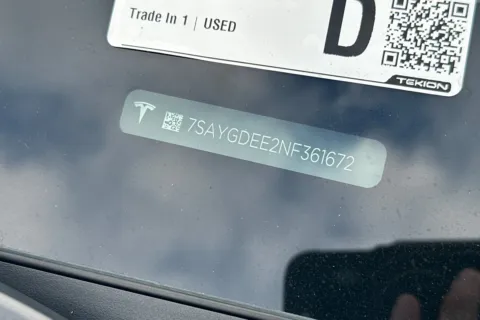 Trade In 1 | USED
D
TEKION
7SAYGDEE2NF361672